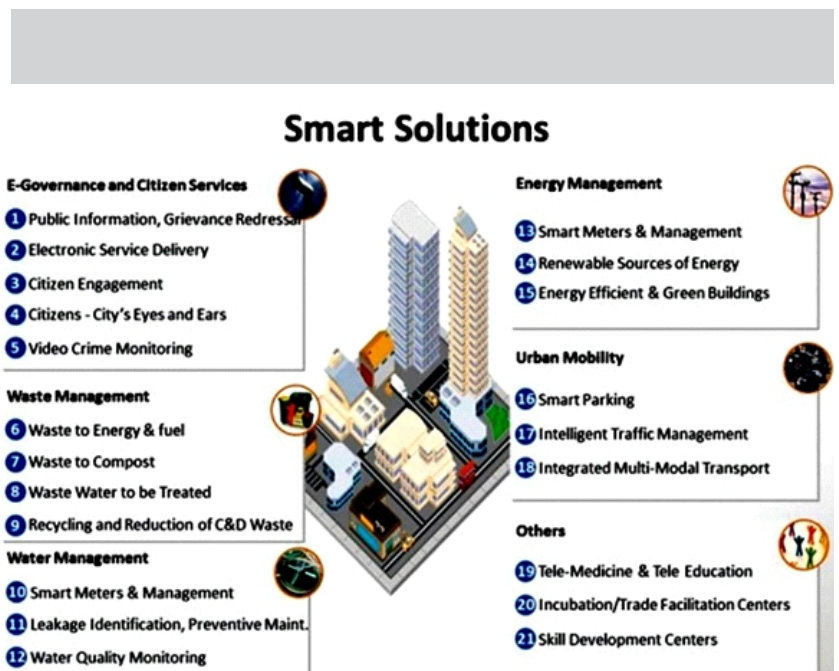 Smart Solutions
E-Governance and Citizen Services
1 Public Information, Grievance Redressal
2 Electronic Service Delivery
3 Citizen Engagement
4 Citizens - City's Eyes and Ears
5 Video Crime Monitoring
Waste Management
6 Waste to Energy & fuel
7 Waste to Compost
8 Waste Water to be Treated
9 Recycling and Reduction of C&D Waste
Water Management
10 Smart Meters & Management
11 Leakage Identification, Preventive Maint.
12 Water Quality Monitoring
Energy Management
13 Smart Meters & Management
14 Renewable Sources of Energy
15 Energy Efficient & Green Buildings
Urban Mobility
16 Smart Parking
17 Intelligent Traffic Management
18 Integrated Multi-Modal Transport
Others
19 Tele-Medicine & Tele Education
20 Incubation/Trade Facilitation Centers
21 Skill Development Centers